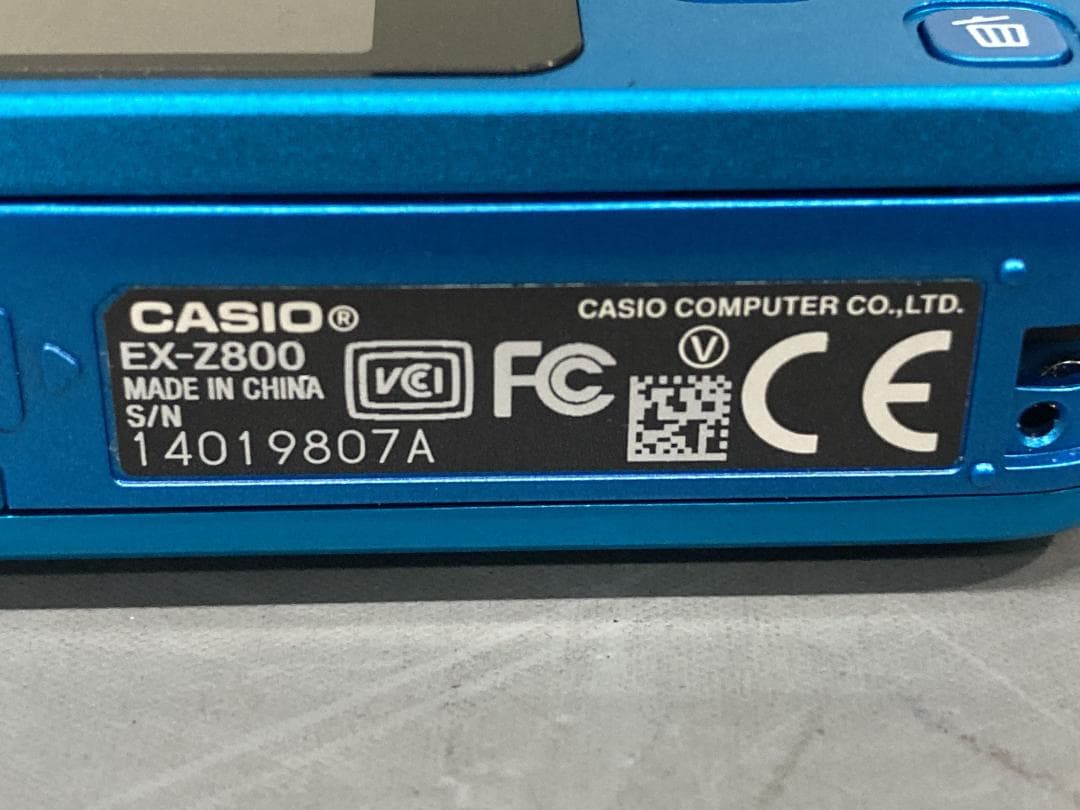 CASIO®
EX-Z800
MADE IN CHINA
S/N
14019807A
VCI
FC
CASIO COMPUTER CO.,LTD.
V
CE